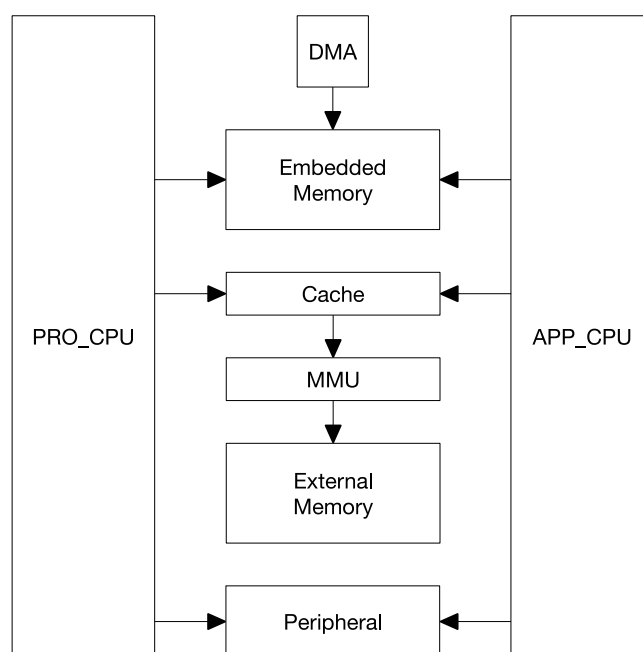 DMA
Embedded
Memory
Cache
PRO_CPU
APP_CPU
MMU
External
Memory
Peripheral